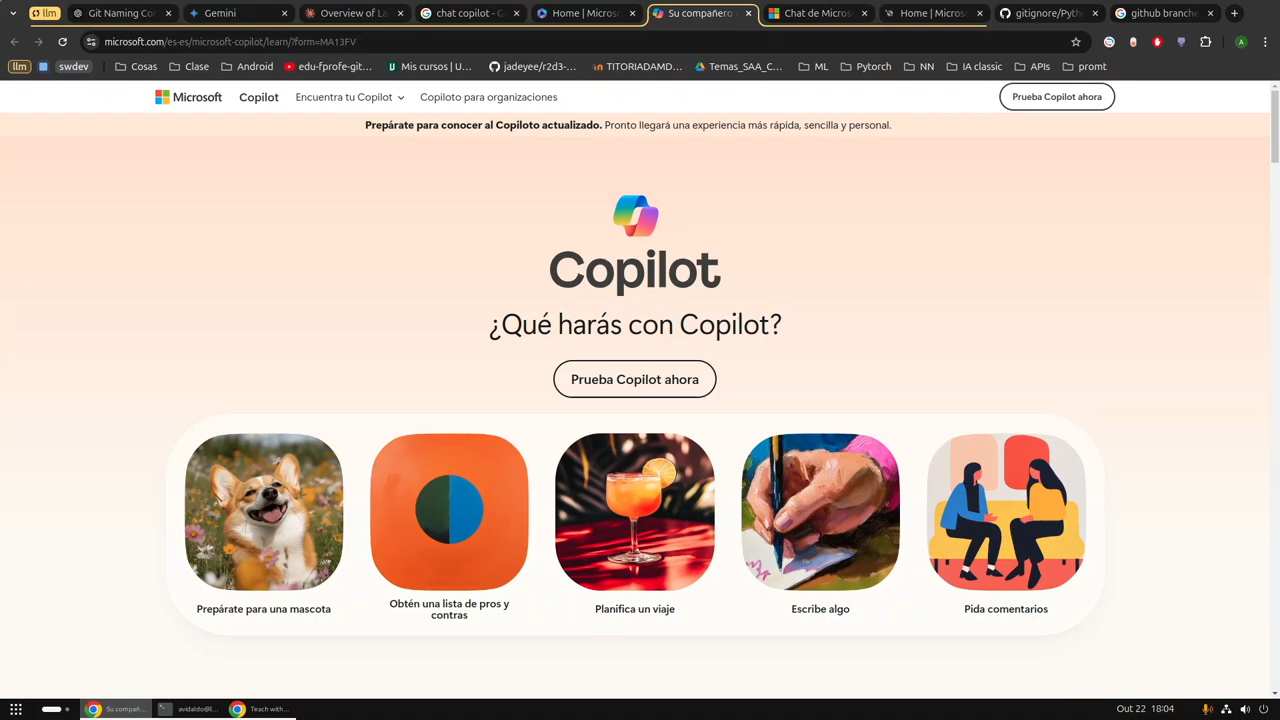 llm
Git Naming Co
Gemini
Overview of La
chat copilot - G
Home | Micros
Su compañero
Chat de Micros
Home | Micros
gitignore/Pyth
github branche
microsoft.com/es-es/microsoft-copilot/learn/?form=MA13FV
A
llm
swdev
Cosas
Clase
Android
edu-fprofe-git...
Mis cursos | U...
jadeyee/r2d3-...
TITORIADAMD...
Temas_SAA_C...
ML
Pytorch
NN
IA classic
APIs
promt
Microsoft
Copilot
Encuentra tu Copilot
Copiloto para organizaciones
Prueba Copilot ahora
Prepárate para conocer al Copiloto actualizado. Pronto llegará una experiencia más rápida, sencilla y personal.
Copilot
¿Qué harás con Copilot?
Prueba Copilot ahora
Prepárate para una mascota
Obtén una lista de pros y
contras
Planifica un viaje
Escribe algo
Pida comentarios
Su compañ...
avidaldo@l...
Teach with...
Out 22 18:04